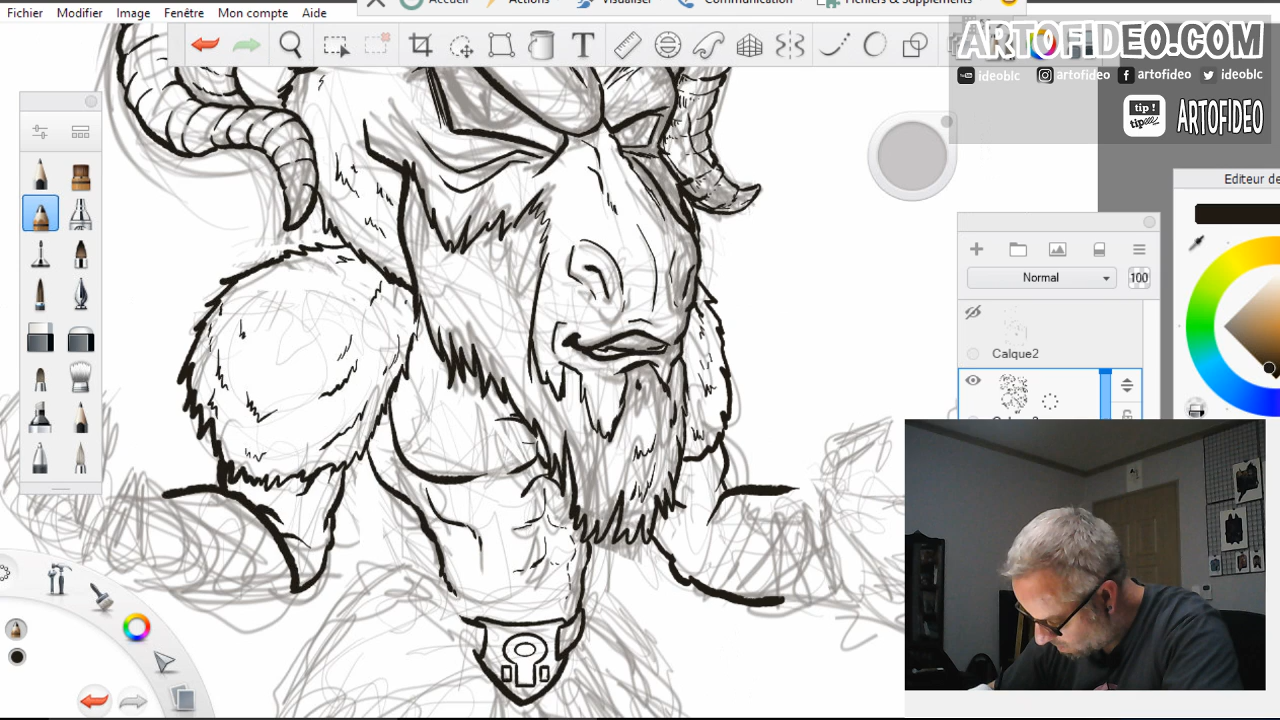 Accueil Actions Visualiser Communication Fichiers & Suppléments
Fichier Modifier Image Fenêtre Mon compte Aide
ARTOFIDEO.COM
ideoblc artofideo artofideo ideoblc
tip !
tip ARTOFIDEO
Editeur de
Normal 100
Calque2